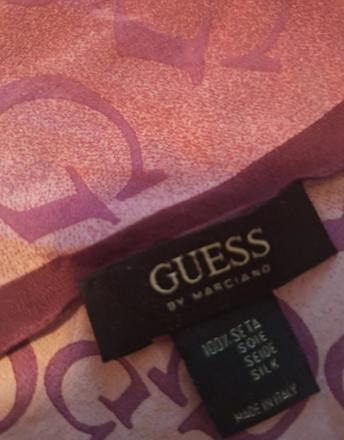 GUESS
BY MARCIANO
100% SETA
SOIE
SEIDE
SILK
MADE IN ITALY